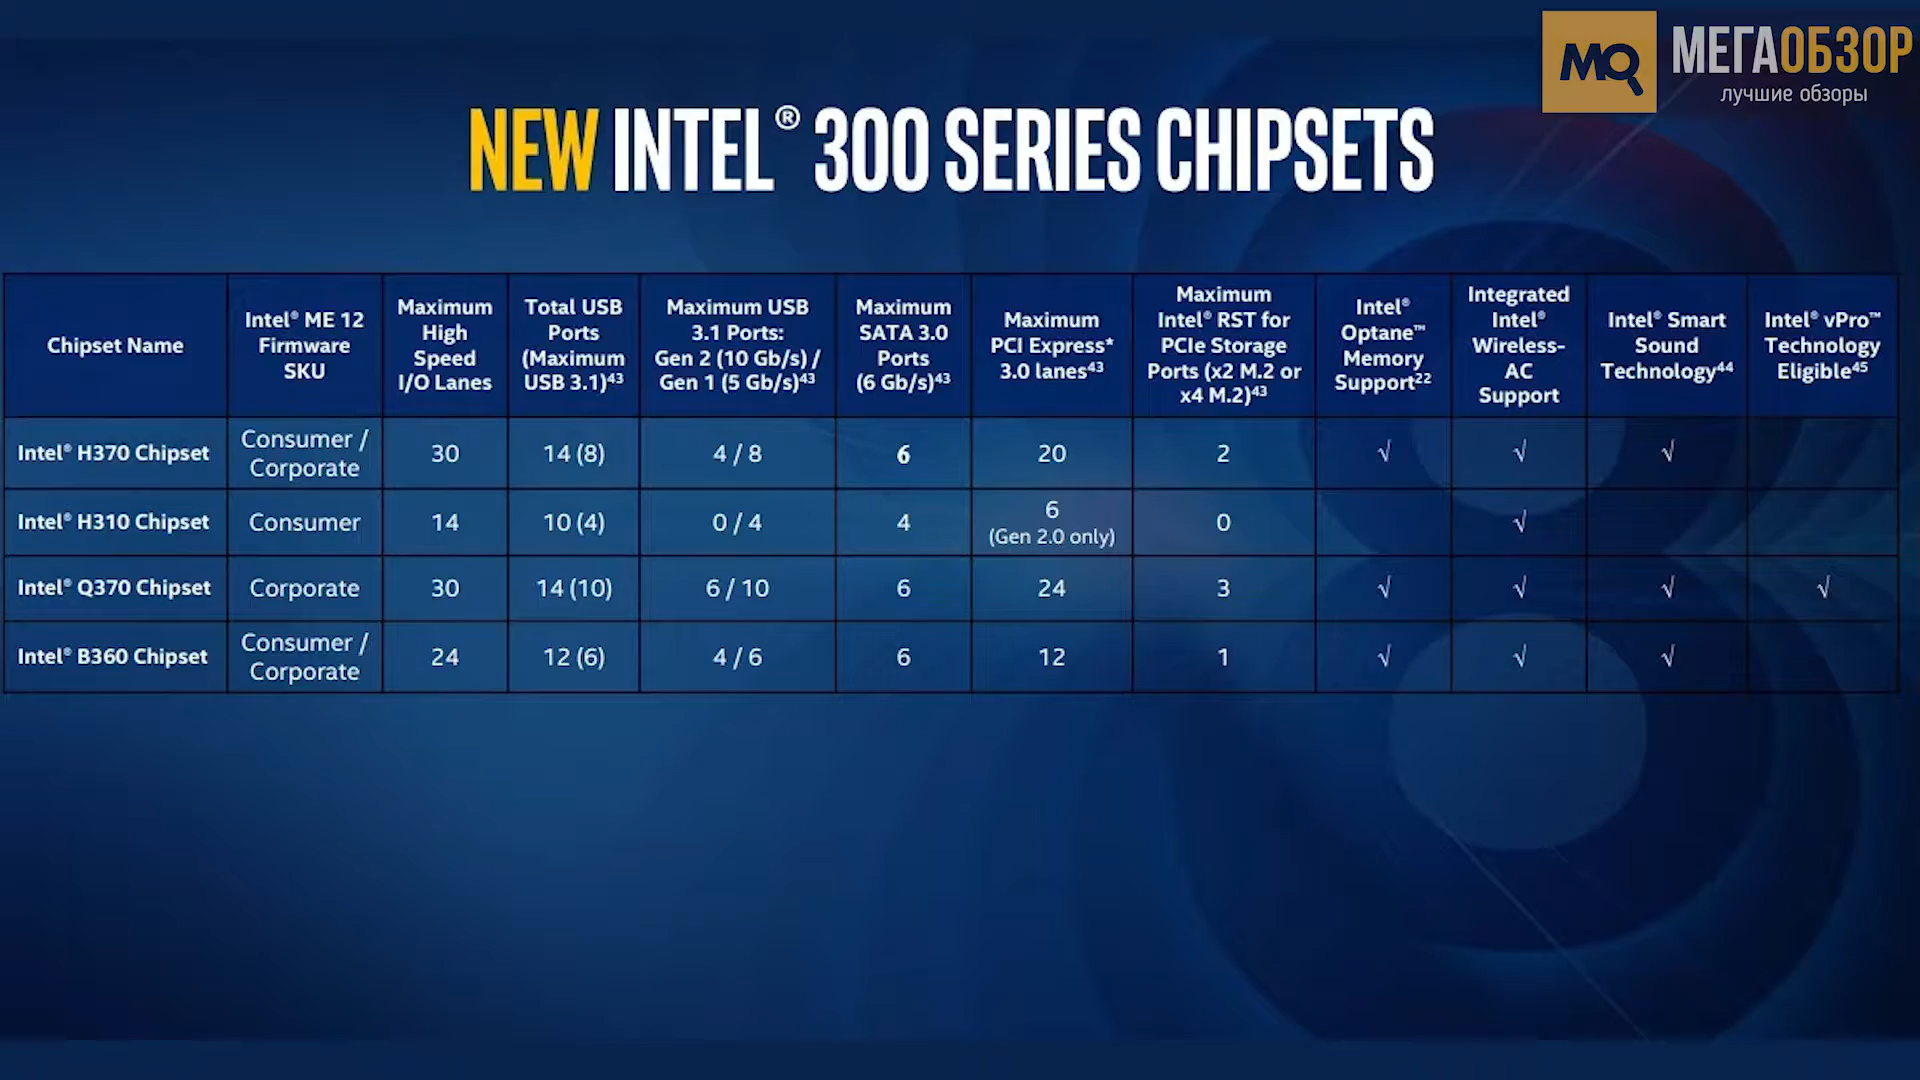 MQ МЕГАОБЗОР
лучшие обзоры
NEW INTEL® 300 SERIES CHIPSETS
Chipset Name
Intel® ME 12
Firmware
SKU
Maximum
High
Speed
I/O Lanes
Total USB
Ports
(Maximum
USB 3.1)⁴³
Maximum USB
3.1 Ports:
Gen 2 (10 Gb/s) /
Gen 1 (5 Gb/s)⁴³
Maximum
SATA 3.0
Ports
(6 Gb/s)⁴³
Maximum
PCI Express*
3.0 lanes⁴³
Maximum
Intel® RST for
PCIe Storage
Ports (x2 M.2 or
x4 M.2)⁴³
Intel®
Optane™
Memory
Support²²
Integrated
Intel®
Wireless-
AC
Support
Intel® Smart
Sound
Technology⁴⁴
Intel® vPro™
Technology
Eligible⁴⁵
Intel® H370 Chipset
Consumer /
Corporate
30
14 (8)
4 / 8
6
20
2
√
√
√
Intel® H310 Chipset
Consumer
14
10 (4)
0 / 4
4
6
(Gen 2.0 only)
0
√
Intel® Q370 Chipset
Corporate
30
14 (10)
6 / 10
6
24
3
√
√
√
√
Intel® B360 Chipset
Consumer /
Corporate
24
12 (6)
4 / 6
6
12
1
√
√
√